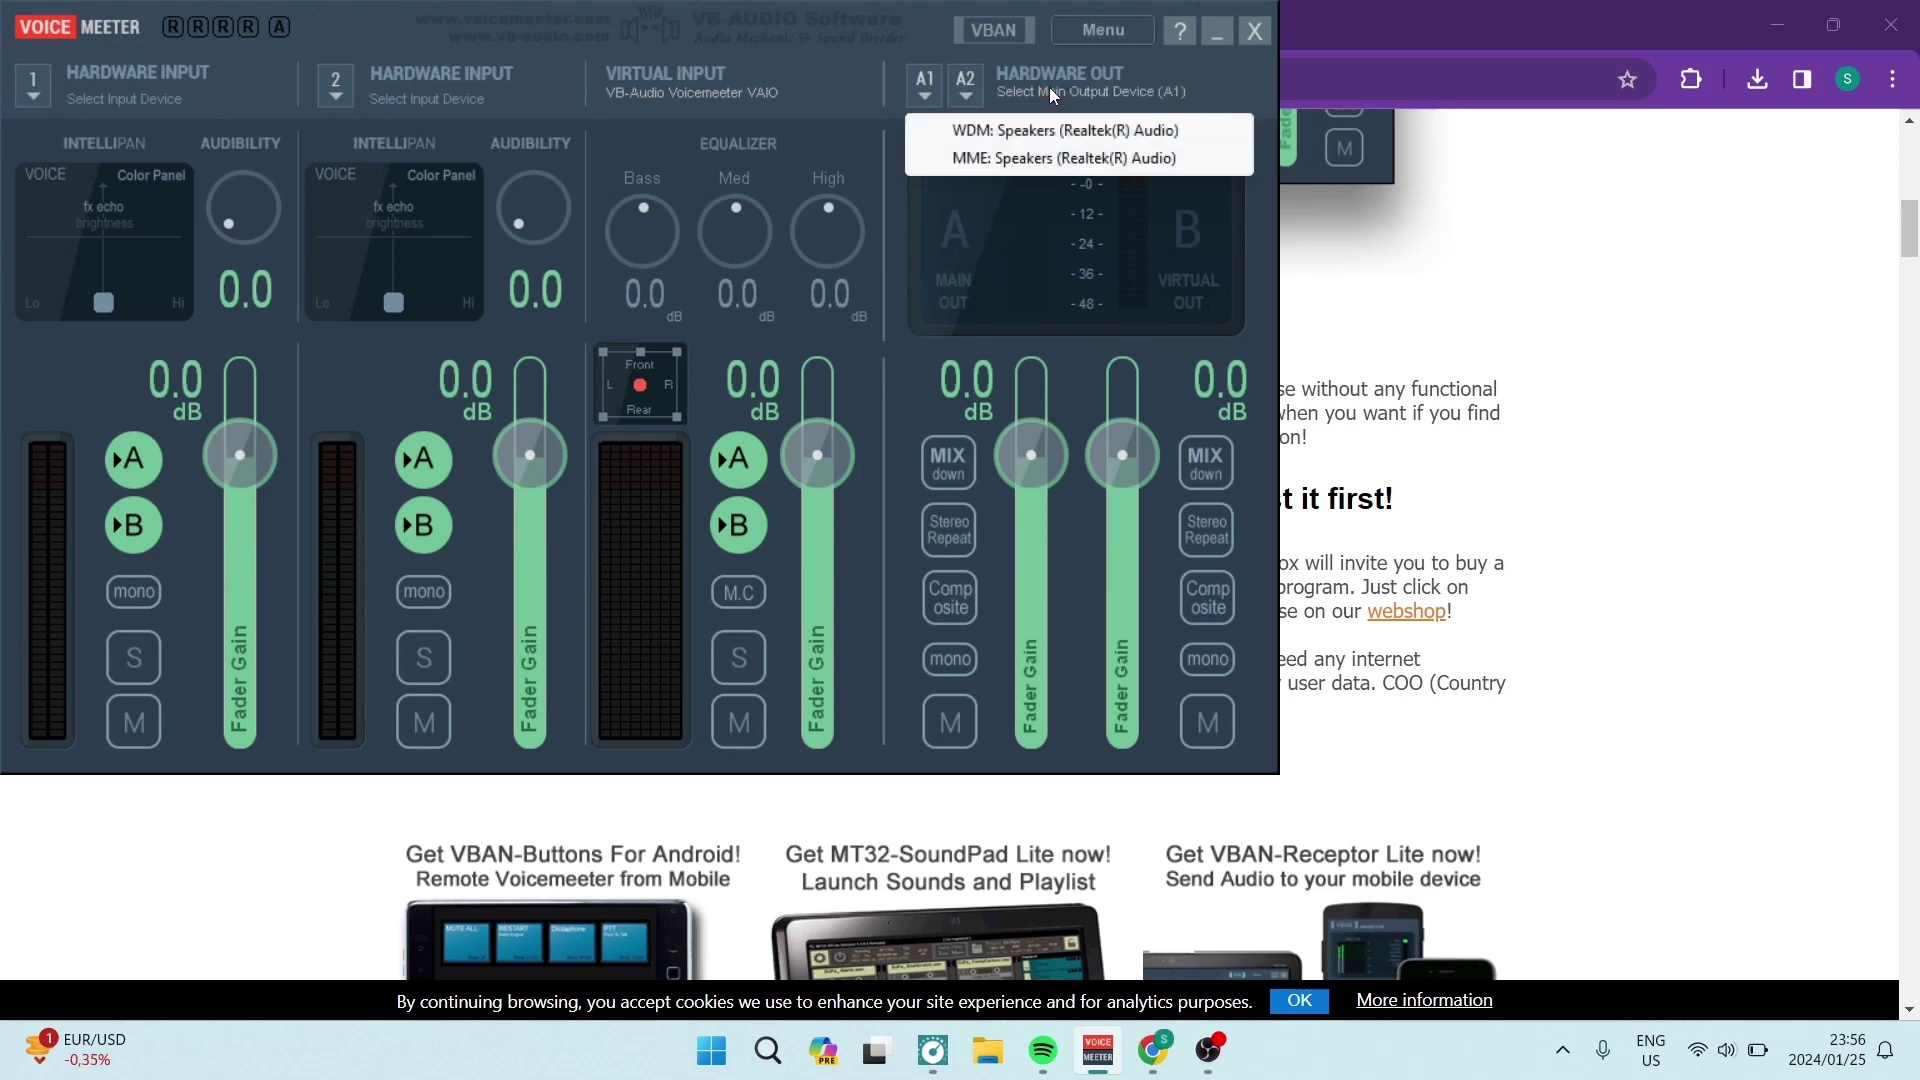 VOICE MEETER R R R R A
www.voicemeeter.com
www.vb-audio.com
VB-AUDIO Software
Audio Mechanic & Sound Breeder
VBAN Menu ? _ X
1 HARDWARE INPUT
Select Input Device
2 HARDWARE INPUT
Select Input Device
VIRTUAL INPUT
VB-Audio Voicemeeter VAIO
A1 A2 HARDWARE OUT
Select Main Output Device (A1)
S
WDM: Speakers (Realtek(R) Audio)
MME: Speakers (Realtek(R) Audio)
INTELLIPAN AUDIBILITY INTELLIPAN AUDIBILITY EQUALIZER
VOICE Color Panel VOICE Color Panel
Bass Med High
fx echo fx echo
brightness brightness
Lo Hi 0.0 Lo Hi 0.0
0.0 0.0 0.0
dB dB dB
-0 -
- 12 -
- 24 -
- 36 -
- 48 -
A
MAIN
OUT
B
VIRTUAL
OUT
Fader
M
0.0 0.0 0.0 0.0 0.0
dB dB dB dB dB
Front
L R
Rear
A A A
B B B
mono mono M.C
S S S
M M M
Fader Gain Fader Gain Fader Gain Fader Gain Fader Gain
MIX down MIX down
Stereo Repeat Stereo Repeat
Comp osite Comp osite
mono mono
M M
se without any functional
when you want if you find
on!
t it first!
ox will invite you to buy a
program. Just click on
se on our webshop!
eed any internet
user data. COO (Country
Get VBAN-Buttons For Android!
Remote Voicemeeter from Mobile
Get MT32-SoundPad Lite now!
Launch Sounds and Playlist
Get VBAN-Receptor Lite now!
Send Audio to your mobile device
MUTE ALL RESTART Dictaphone PTT
By continuing browsing, you accept cookies we use to enhance your site experience and for analytics purposes. OK More information
1 EUR/USD
-0,35%
PRE
VOICE
MEETER
S
ENG
US
23:56
2024/01/25